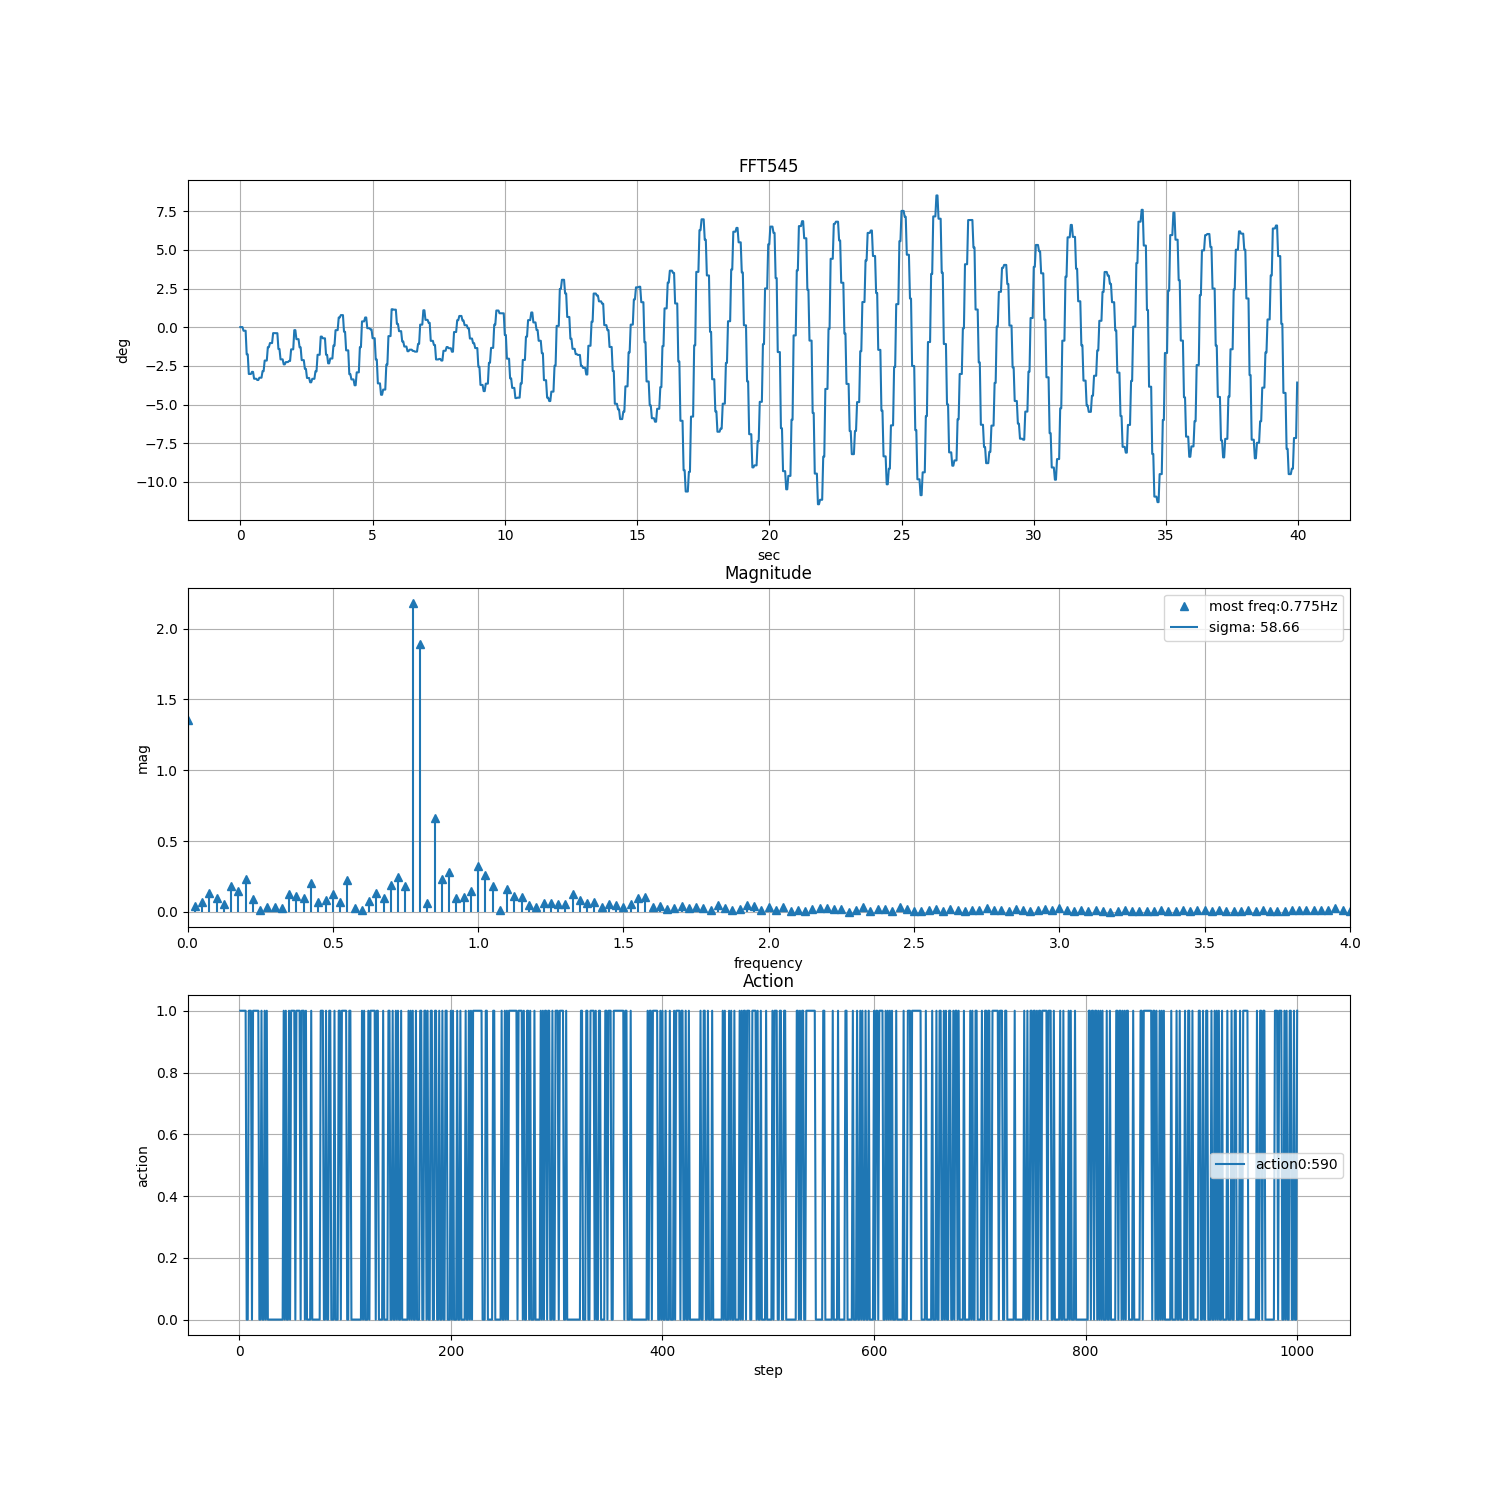 FFT545
7.5
5.0
2.5
0.0
−2.5
−5.0
−7.5
−10.0
deg
0 5 10 15 20 25 30 35 40
sec
Magnitude
most freq:0.775Hz
sigma: 58.66
2.0
1.5
1.0
0.5
0.0
mag
0.0 0.5 1.0 1.5 2.0 2.5 3.0 3.5 4.0
frequency
Action
1.0
0.8
0.6
0.4
0.2
0.0
action
action0:590
0 200 400 600 800 1000
step